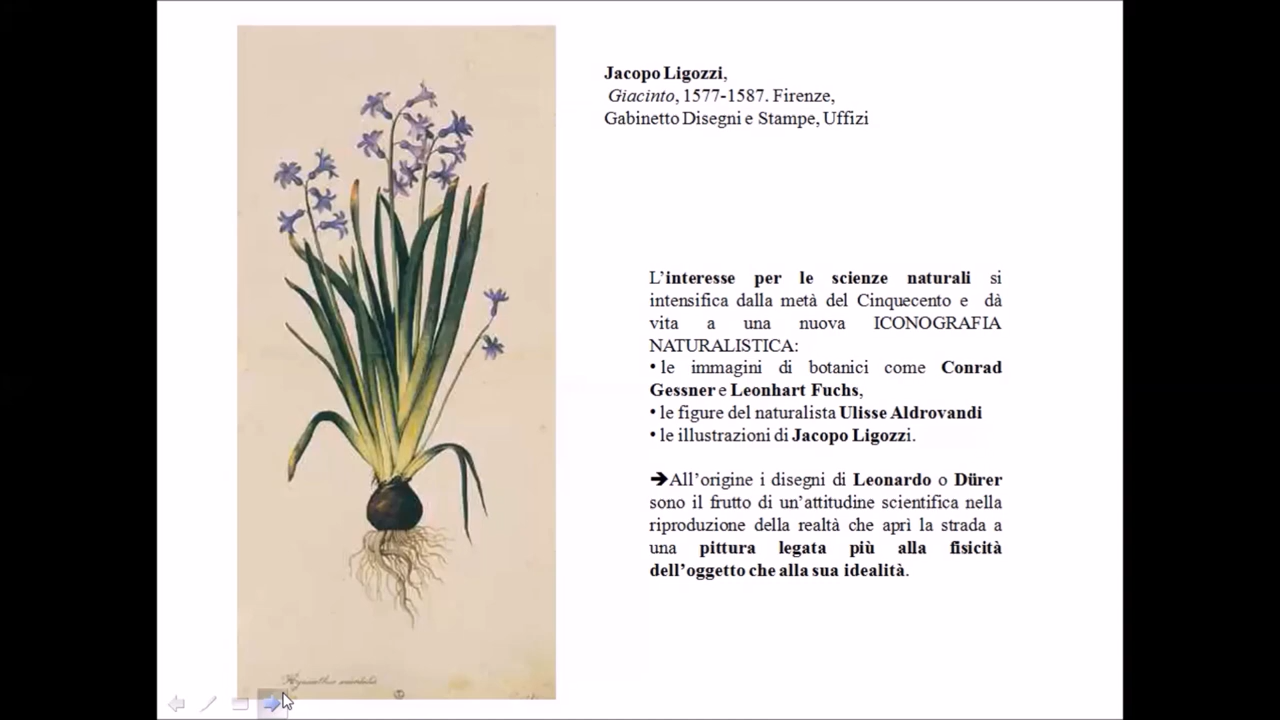 Jacopo Ligozzi,
Giacinto, 1577-1587. Firenze,
Gabinetto Disegni e Stampe, Uffizi
L'interesse per le scienze naturali si
intensifica dalla metà del Cinquecento e dà
vita a una nuova ICONOGRAFIA
NATURALISTICA:
• le immagini di botanici come Conrad
Gessner e Leonhart Fuchs,
• le figure del naturalista Ulisse Aldrovandi
• le illustrazioni di Jacopo Ligozzi.
➔All'origine i disegni di Leonardo o Dürer
sono il frutto di un'attitudine scientifica nella
riproduzione della realtà che aprì la strada a
una pittura legata più alla fisicità
dell'oggetto che alla sua idealità.